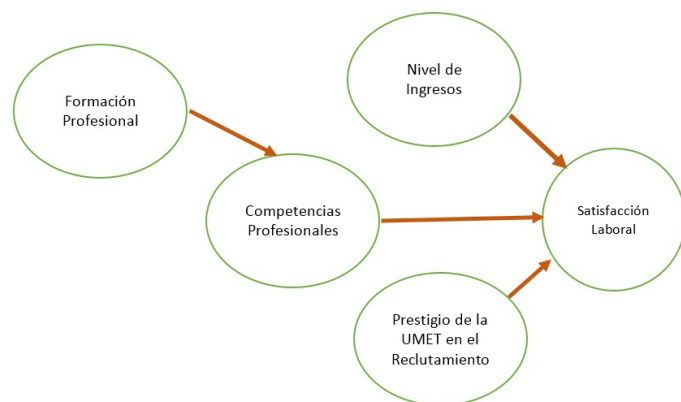 Formación
Profesional
Nivel de
Ingresos
Competencias
Profesionales
Satisfacción
Laboral
Prestigio de la
UMET en el
Reclutamiento